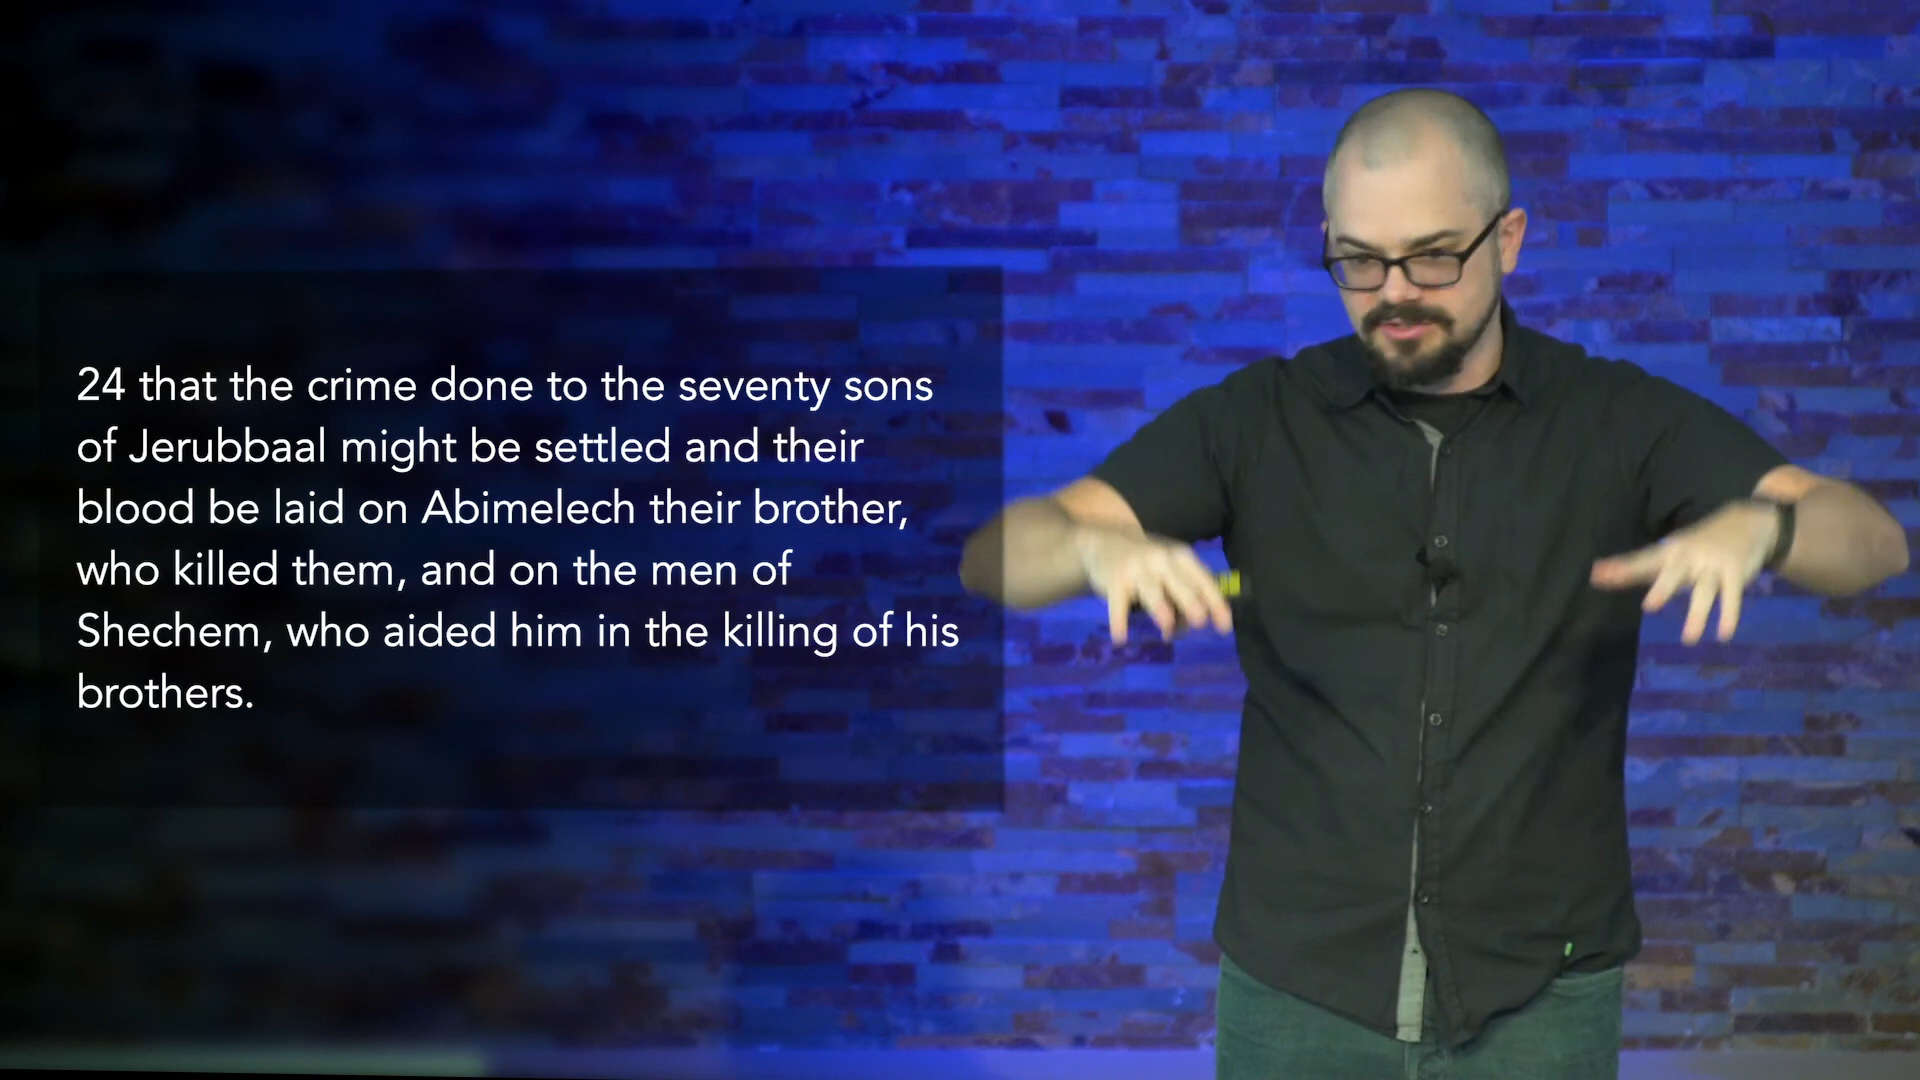 24 that the crime done to the seventy sons
of Jerubbaal might be settled and their
blood be laid on Abimelech their brother,
who killed them, and on the men of
Shechem, who aided him in the killing of his
brothers.